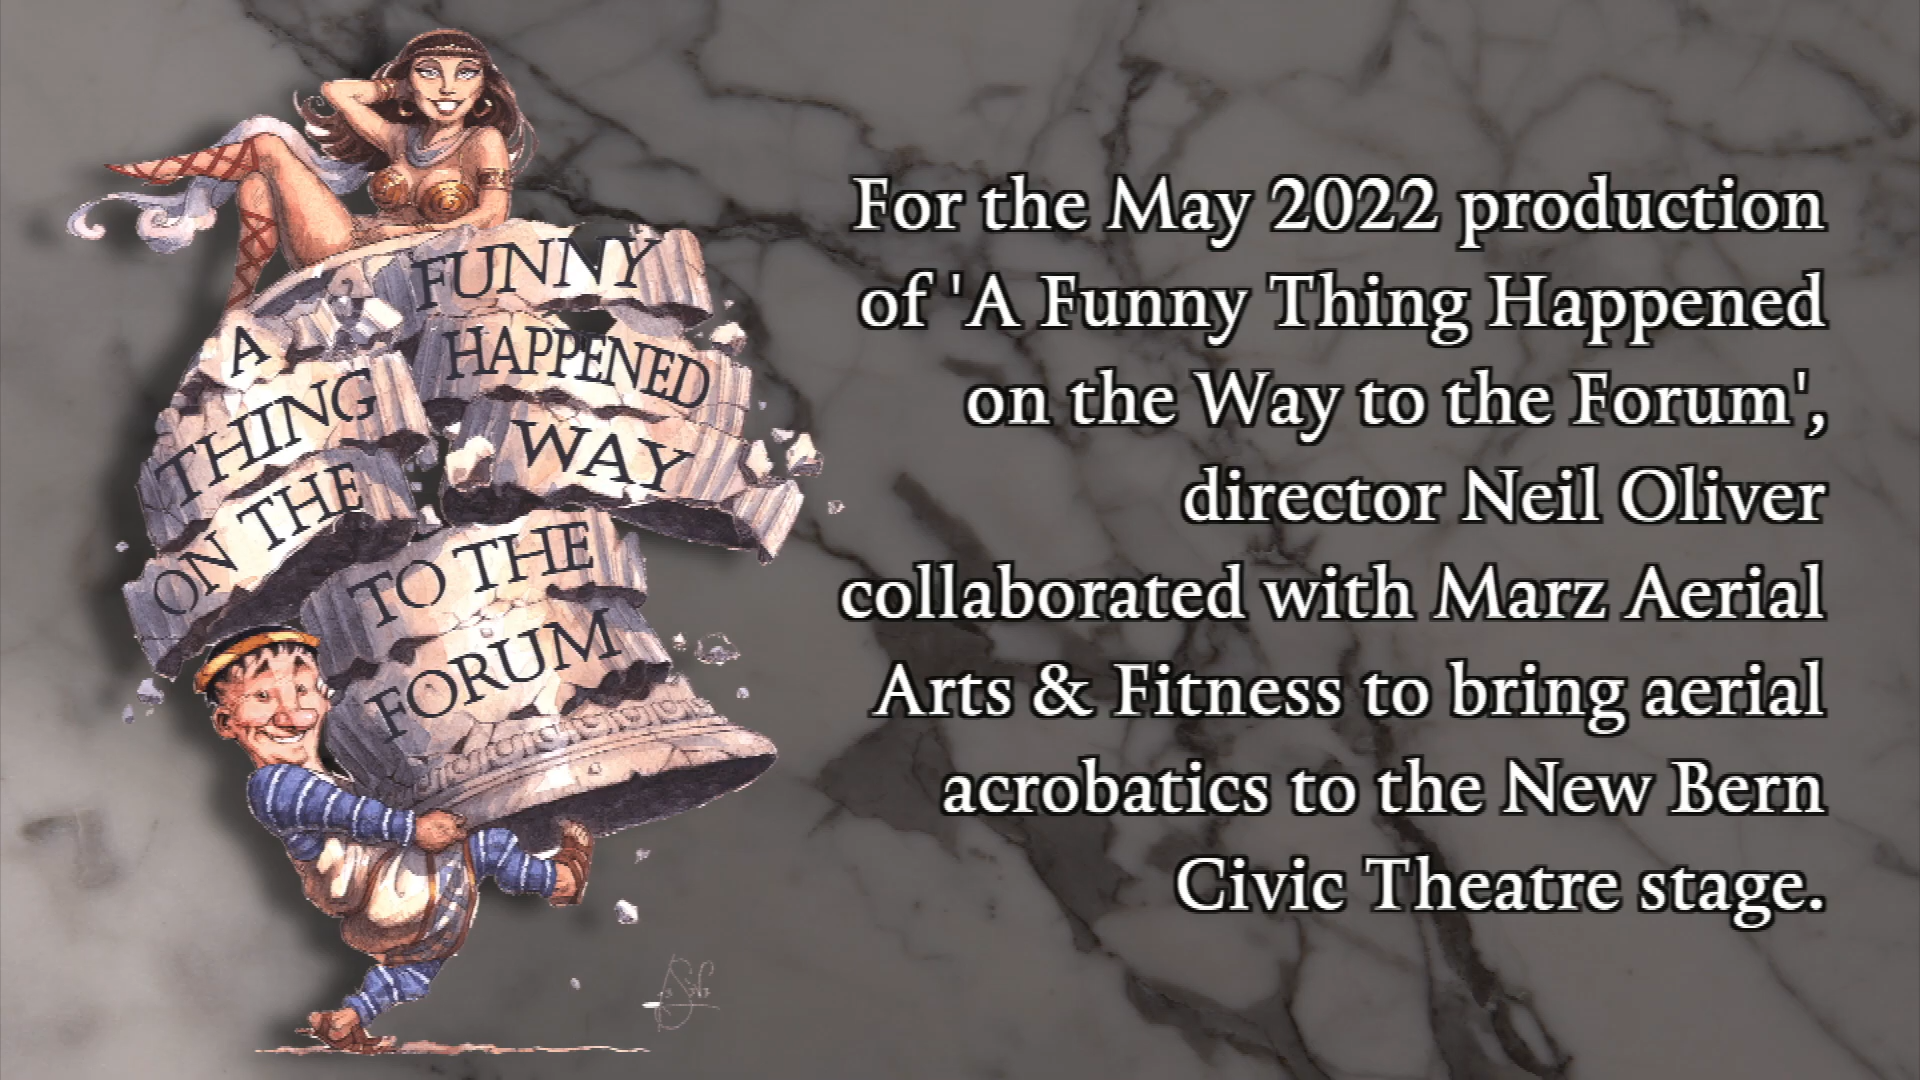 A
FUNNY
THING
HAPPENED
ON THE
WAY
TO THE
FORUM
For the May 2022 production
of 'A Funny Thing Happened
on the Way to the Forum',
director Neil Oliver
collaborated with Marz Aerial
Arts & Fitness to bring aerial
acrobatics to the New Bern
Civic Theatre stage.